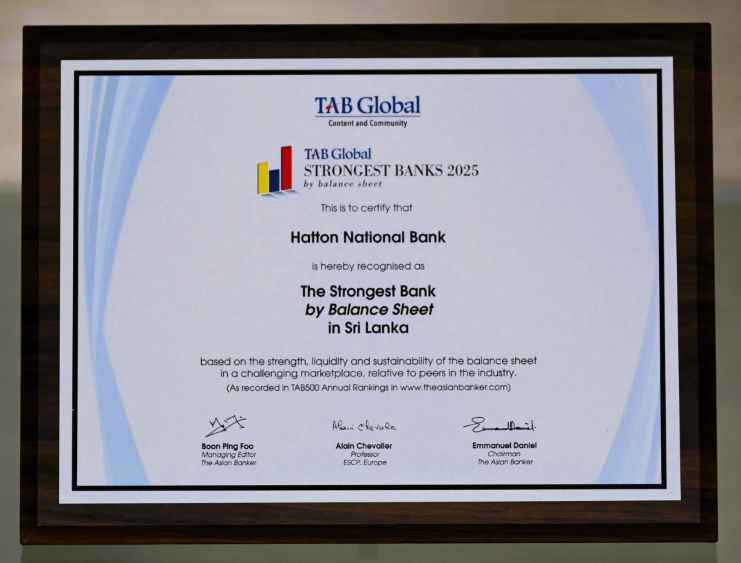 TAB Global
Content and Community
TAB Global
STRONGEST BANKS 2025
by balance sheet
This is to certify that
Hatton National Bank
is hereby recognised as
The Strongest Bank
by Balance Sheet
in Sri Lanka
based on the strength, liquidity and sustainability of the balance sheet
in a challenging marketplace, relative to peers in the industry.
(As recorded in TAB500 Annual Rankings in www.theasianbanker.com)
Alain Chevalier
Boon Ping Foo
Managing Editor
The Asian Banker
Alain Chevalier
Professor
ESCP, Europe
Emmanuel Daniel
Chairman
The Asian Banker